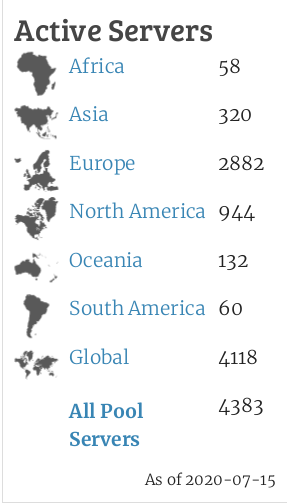 Active Servers
Africa 58
Asia 320
Europe 2882
North America 944
Oceania 132
South America 60
Global 4118
All Pool 4383
Servers
As of 2020-07-15